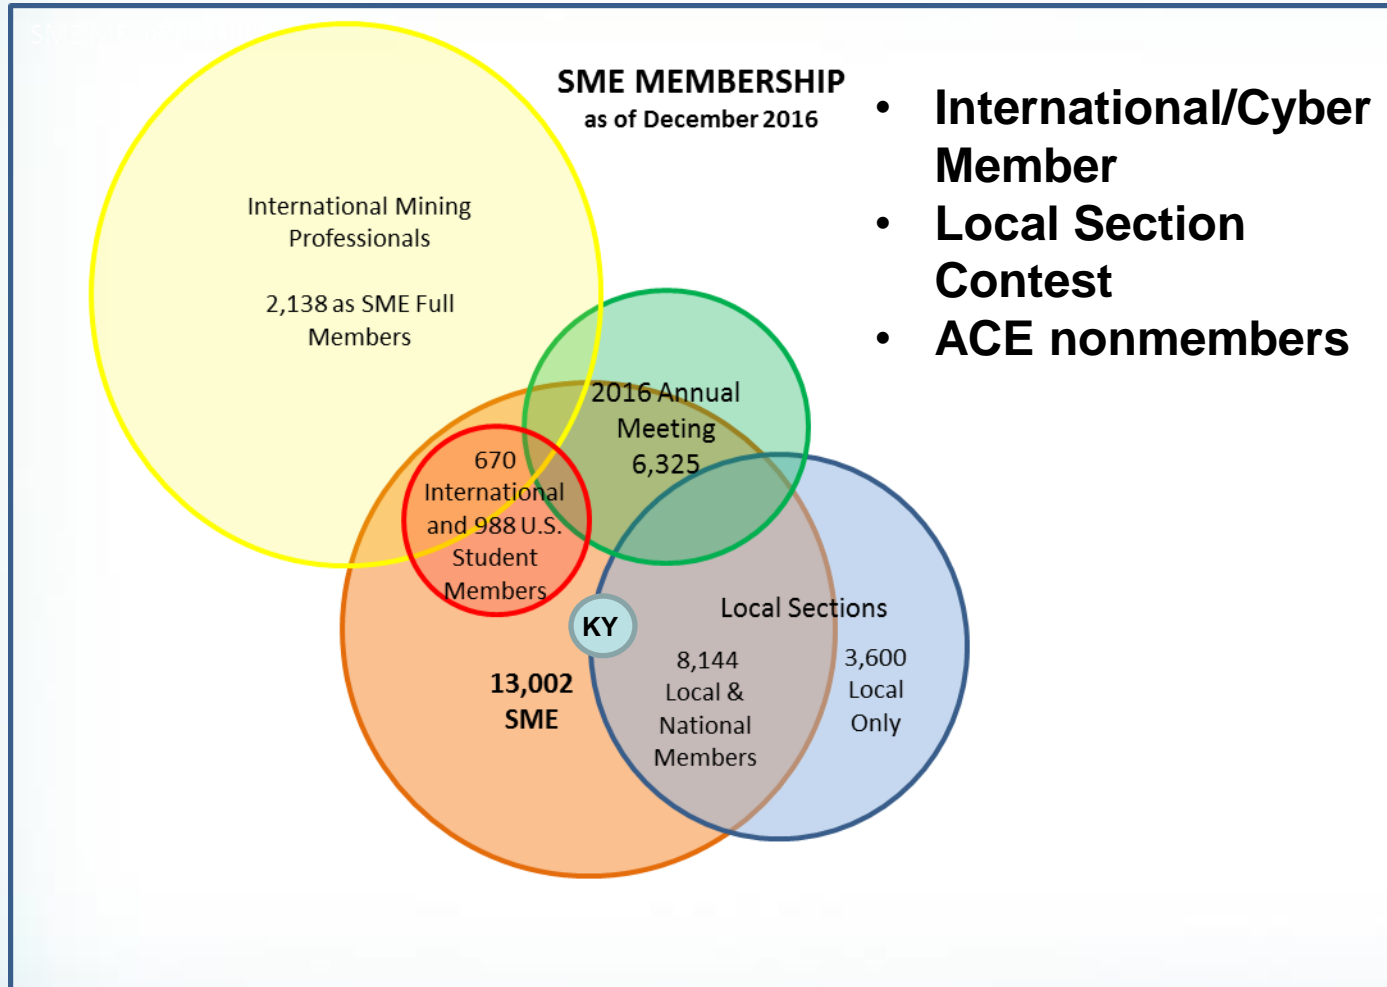 SME MEMBERSHIP
as of December 2016
• International/Cyber
Member
• Local Section
Contest
• ACE nonmembers
International Mining
Professionals
2,138 as SME Full
Members
2016 Annual
Meeting
6,325
670
International
and 988 U.S.
Student
Members
KY
Local Sections
13,002
SME
8,144
Local &
National
Members
3,600
Local
Only